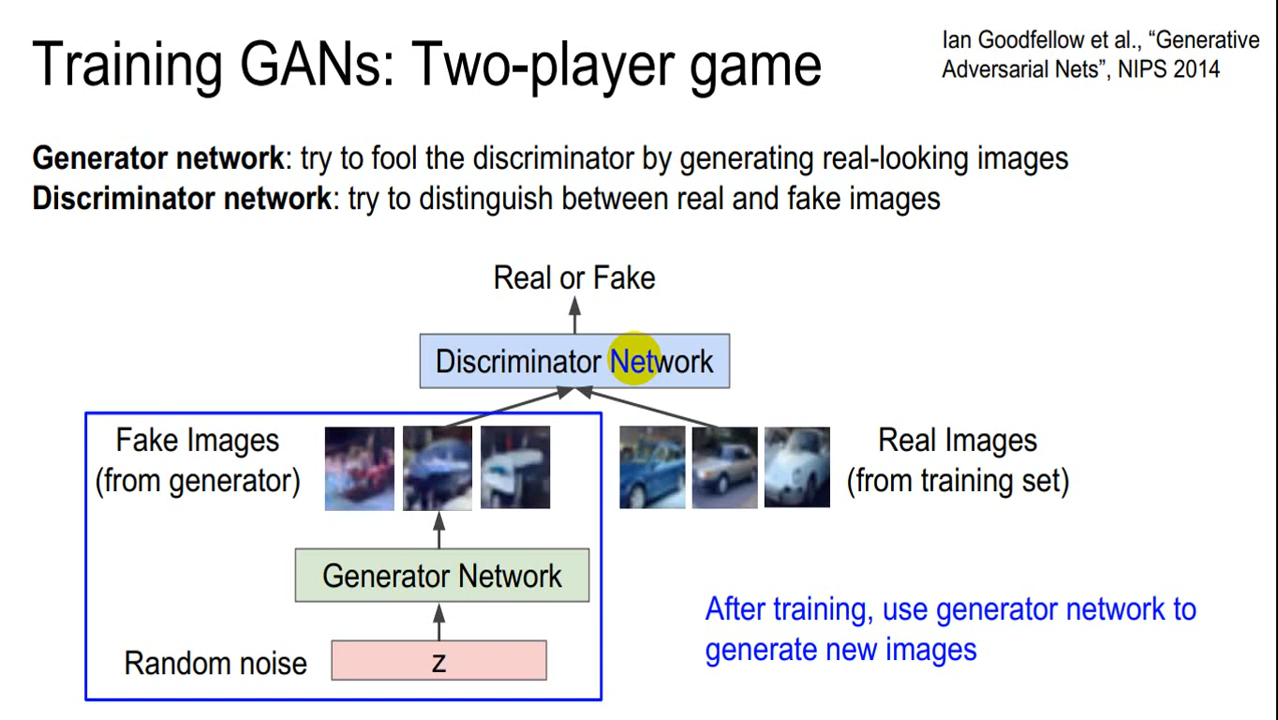 Training GANs: Two-player game
Ian Goodfellow et al., “Generative
Adversarial Nets”, NIPS 2014
Generator network: try to fool the discriminator by generating real-looking images
Discriminator network: try to distinguish between real and fake images
Real or Fake
Discriminator Network
Fake Images
(from generator)
Real Images
(from training set)
Generator Network
Random noise
z
After training, use generator network to
generate new images